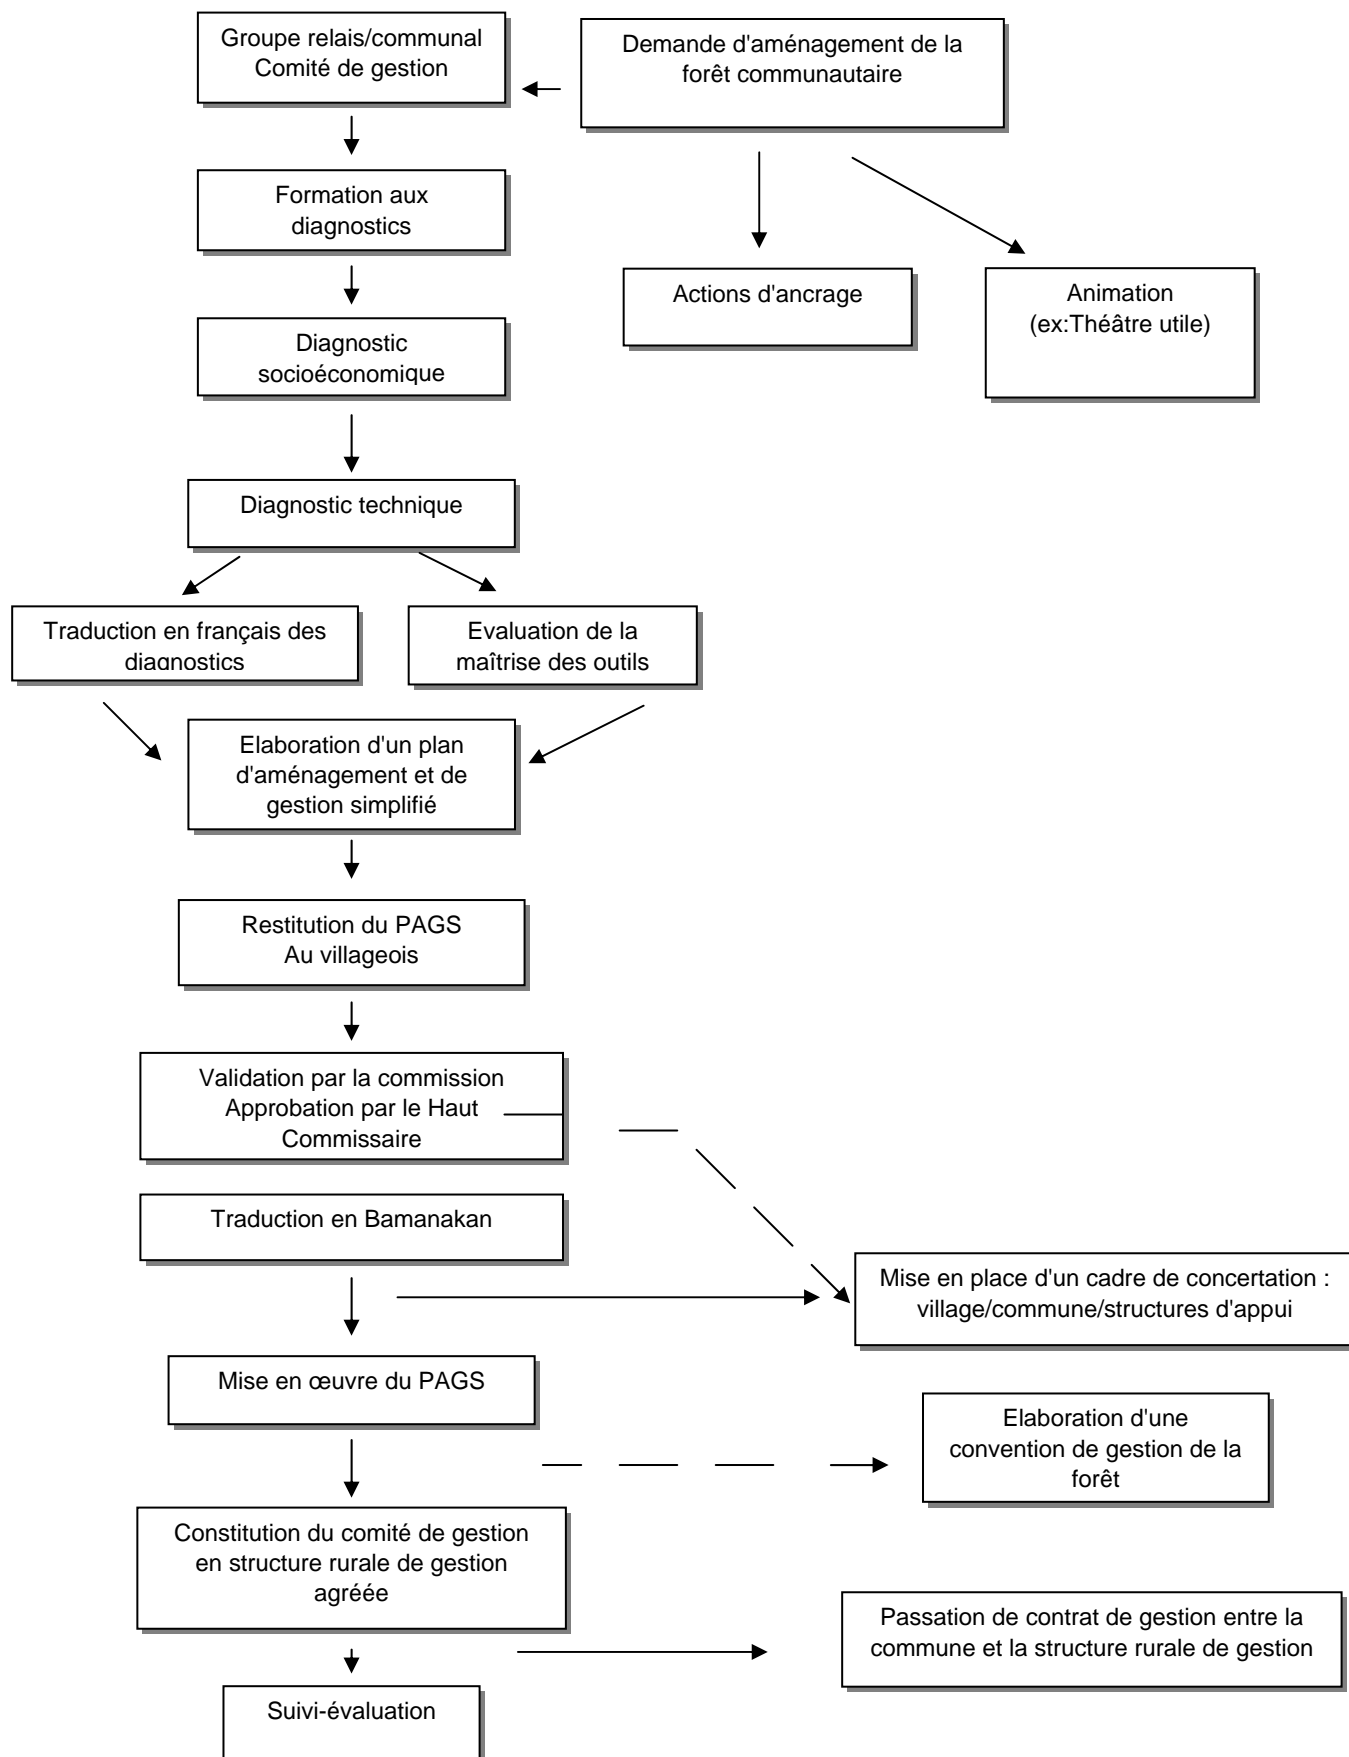 Groupe relais/communal
Comité de gestion
Demande d'aménagement de la
forêt communautaire
Formation aux
diagnostics
Actions d'ancrage
Animation
(ex:Théâtre utile)
Diagnostic
socioéconomique
Diagnostic technique
Traduction en français des
diagnostics
Evaluation de la
maîtrise des outils
Elaboration d'un plan
d'aménagement et de
gestion simplifié
Restitution du PAGS
Au villageois
Validation par la commission
Approbation par le Haut
Commissaire
Traduction en Bamanakan
Mise en place d'un cadre de concertation :
village/commune/structures d'appui
Mise en œuvre du PAGS
Elaboration d'une
convention de gestion de la
forêt
Constitution du comité de gestion
en structure rurale de gestion
agréée
Passation de contrat de gestion entre la
commune et la structure rurale de gestion
Suivi-évaluation